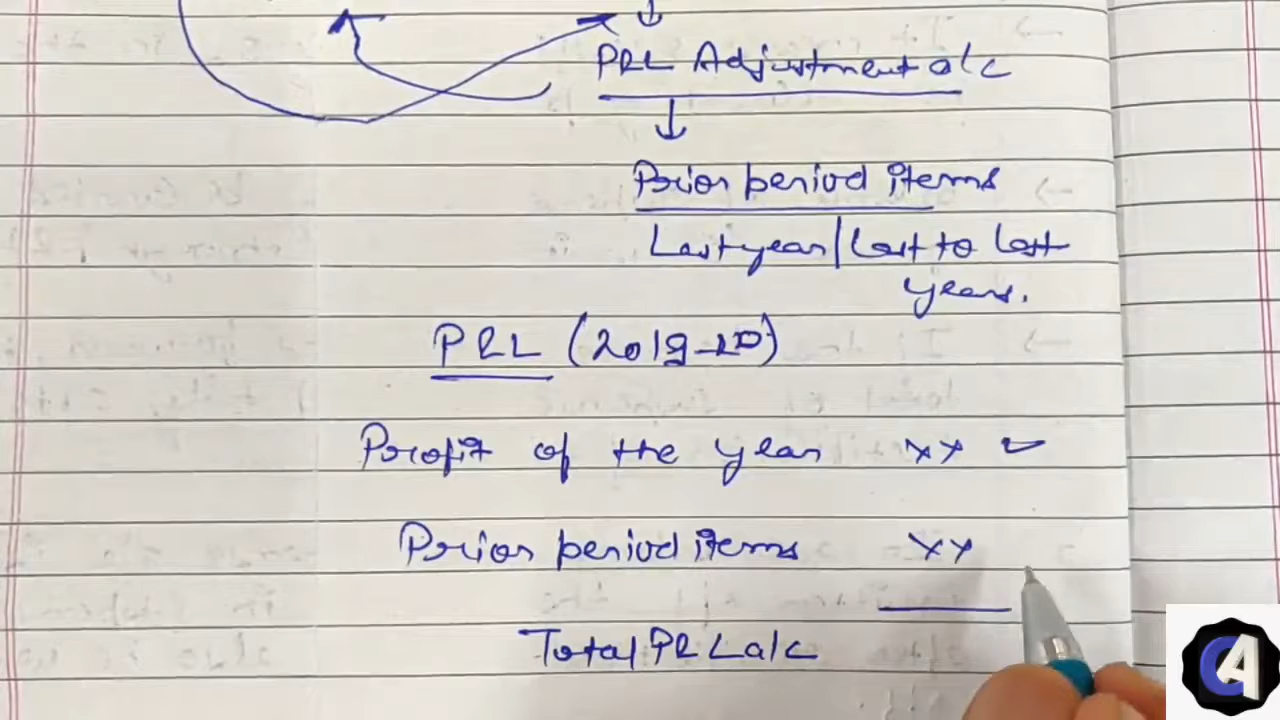 P&L Adjustment a/c
Prior period items
Last year/Last to last
years.
P&L (2019-20)
Profit of the year xx
Prior period items xx
Total P&L a/c
CA